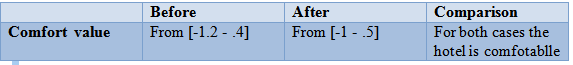 Before After Comparison
Comfort value From [-1.2 - .4] From [-1 - .5] For both cases the
hotel is comfotablle